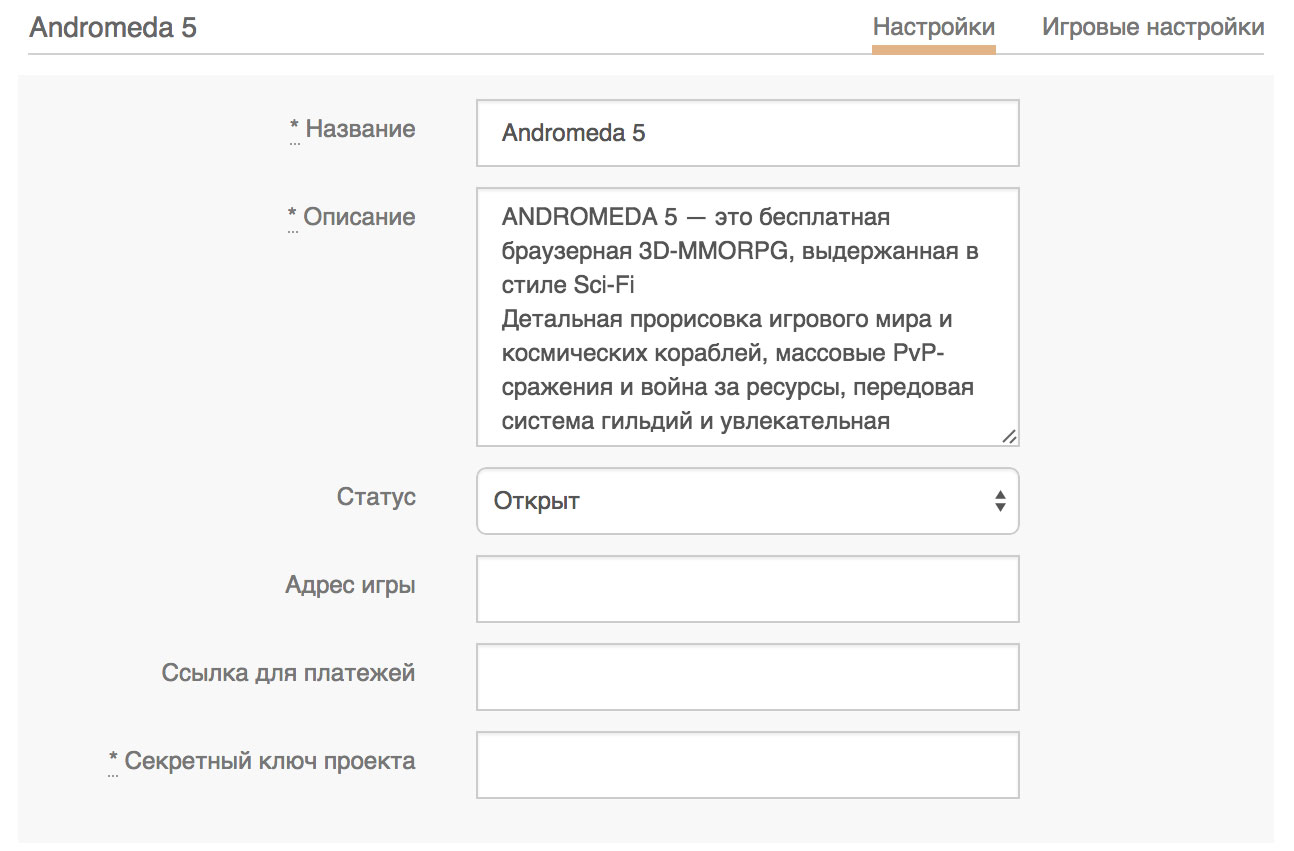 Andromeda 5
Настройки
Игровые настройки
* Название
Andromeda 5
* Описание
ANDROMEDA 5 — это бесплатная
браузерная 3D-MMORPG, выдержанная в
стиле Sci-Fi
Детальная прорисовка игрового мира и
космических кораблей, массовые PvP-
сражения и война за ресурсы, передовая
система гильдий и увлекательная
Статус
Открыт
Адрес игры
Ссылка для платежей
* Секретный ключ проекта